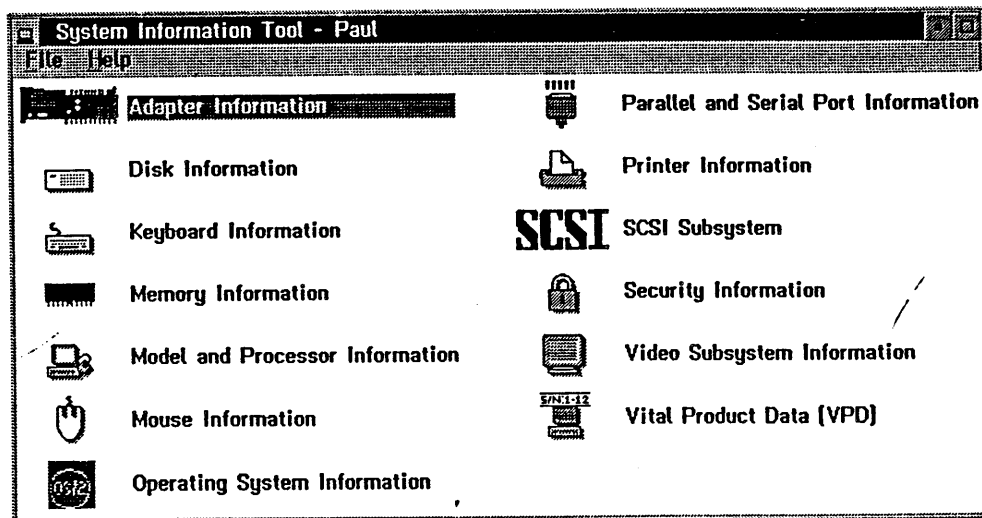 System Information Tool - Paul
File Help
Adapter Information
Disk Information
Keyboard Information
Memory Information
Model and Processor Information
Mouse Information
OS/2
Operating System Information
Parallel and Serial Port Information
Printer Information
SCSI SCSI Subsystem
Security Information
Video Subsystem Information
S/N:1-12
Vital Product Data (VPD)